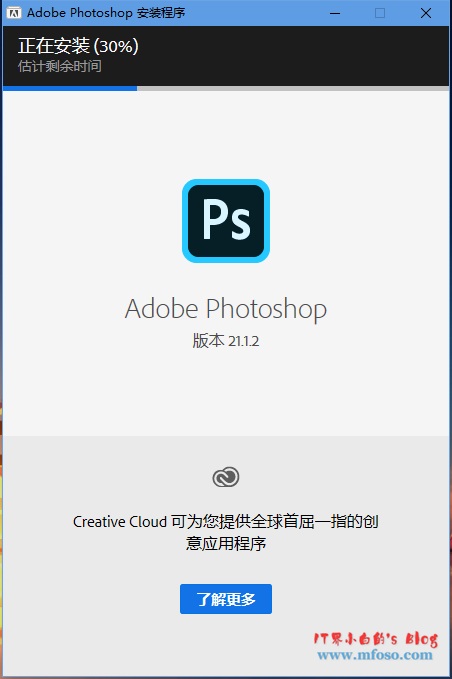 Adobe Photoshop 安装程序
正在安装 (30%)
估计剩余时间
Ps
Adobe Photoshop
版本 21.1.2
Creative Cloud 可为您提供全球首屈一指的创
意应用程序
了解更多
IT界小白的's Blog
www.mfoso.com